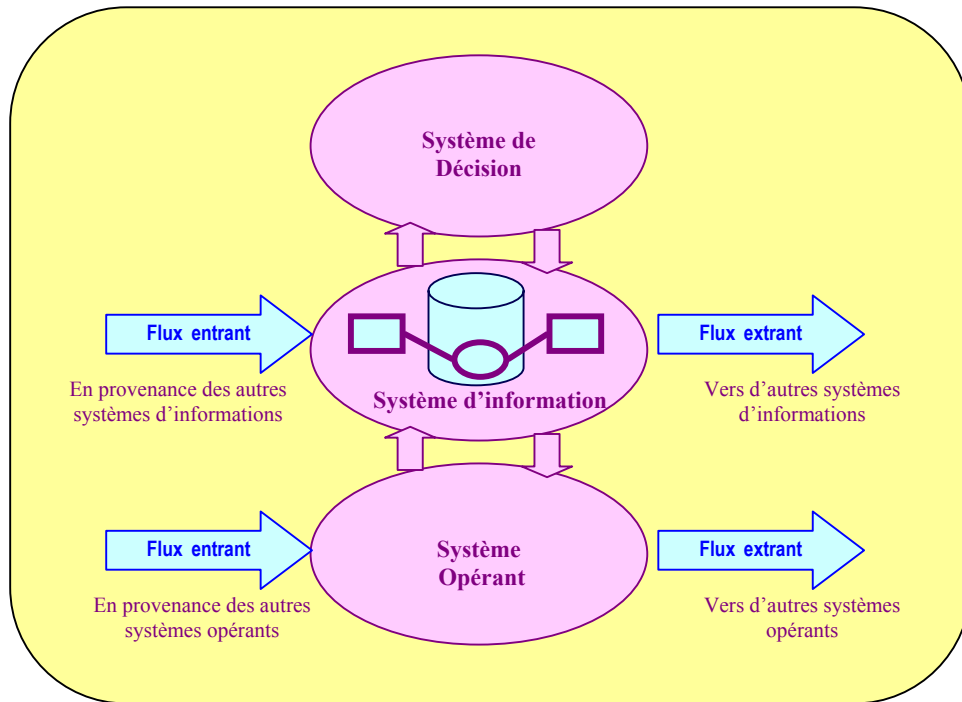 Système de
Décision
Flux entrant
Flux extrant
En provenance des autres
systèmes d'informations
Système d'information
Vers d'autres systèmes
d'informations
Flux entrant
Système
Opérant
Flux extrant
En provenance des autres
systèmes opérants
Vers d'autres systèmes
opérants